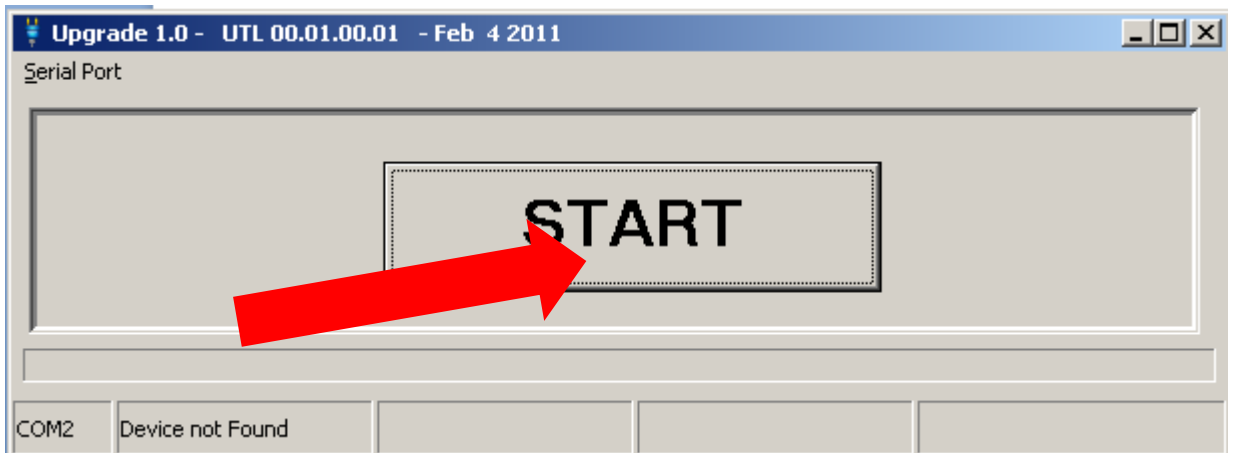 Upgrade 1.0 - UTL 00.01.00.01 - Feb 4 2011
Serial Port
START
COM2 Device not Found